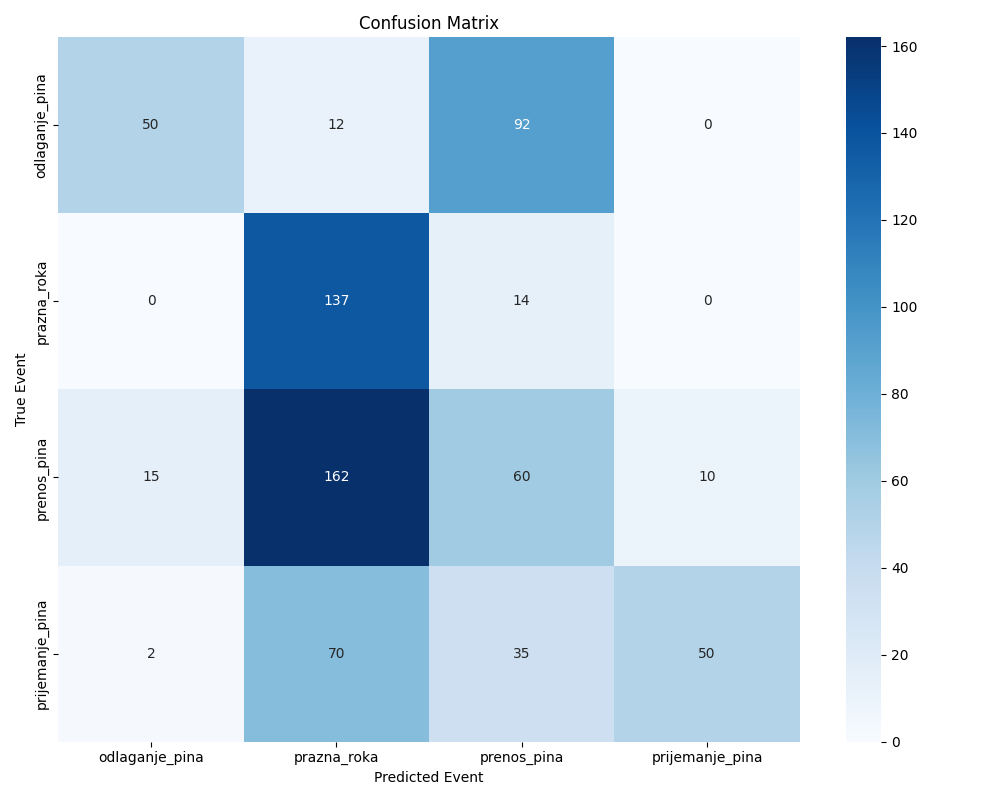 Confusion Matrix
odlaganje_pina
50 12 92 0
prazna_roka
0 137 14 0
prenos_pina
15 162 60 10
prijemanje_pina
2 70 35 50
True Event
odlaganje_pina prazna_roka prenos_pina prijemanje_pina
Predicted Event
160
140
120
100
80
60
40
20
0